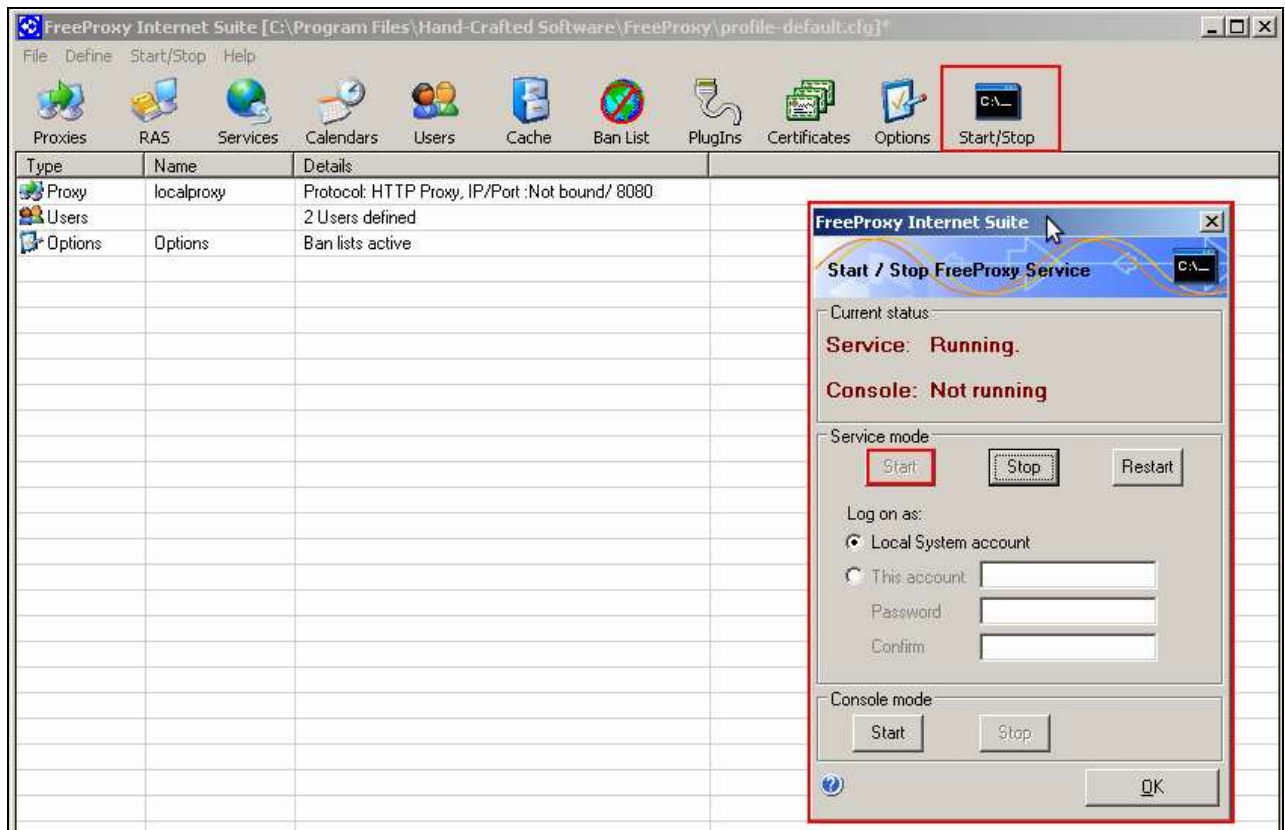 FreeProxy Internet Suite [C:\Program Files\Hand-Crafted Software\FreeProxy\profile-default.cfg]*
File Define Start/Stop Help
C:\_
Proxies RAS Services Calendars Users Cache Ban List PlugIns Certificates Options Start/Stop
Type Name Details
Proxy localproxy Protocol: HTTP Proxy, IP/Port :Not bound/ 8080
Users 2 Users defined
Options Options Ban lists active
FreeProxy Internet Suite
Start / Stop FreeProxy Service
C:\_
Current status
Service: Running.
Console: Not running
Service mode
Start Stop Restart
Log on as:
Local System account
This account
Password
Confirm
Console mode
Start Stop
OK